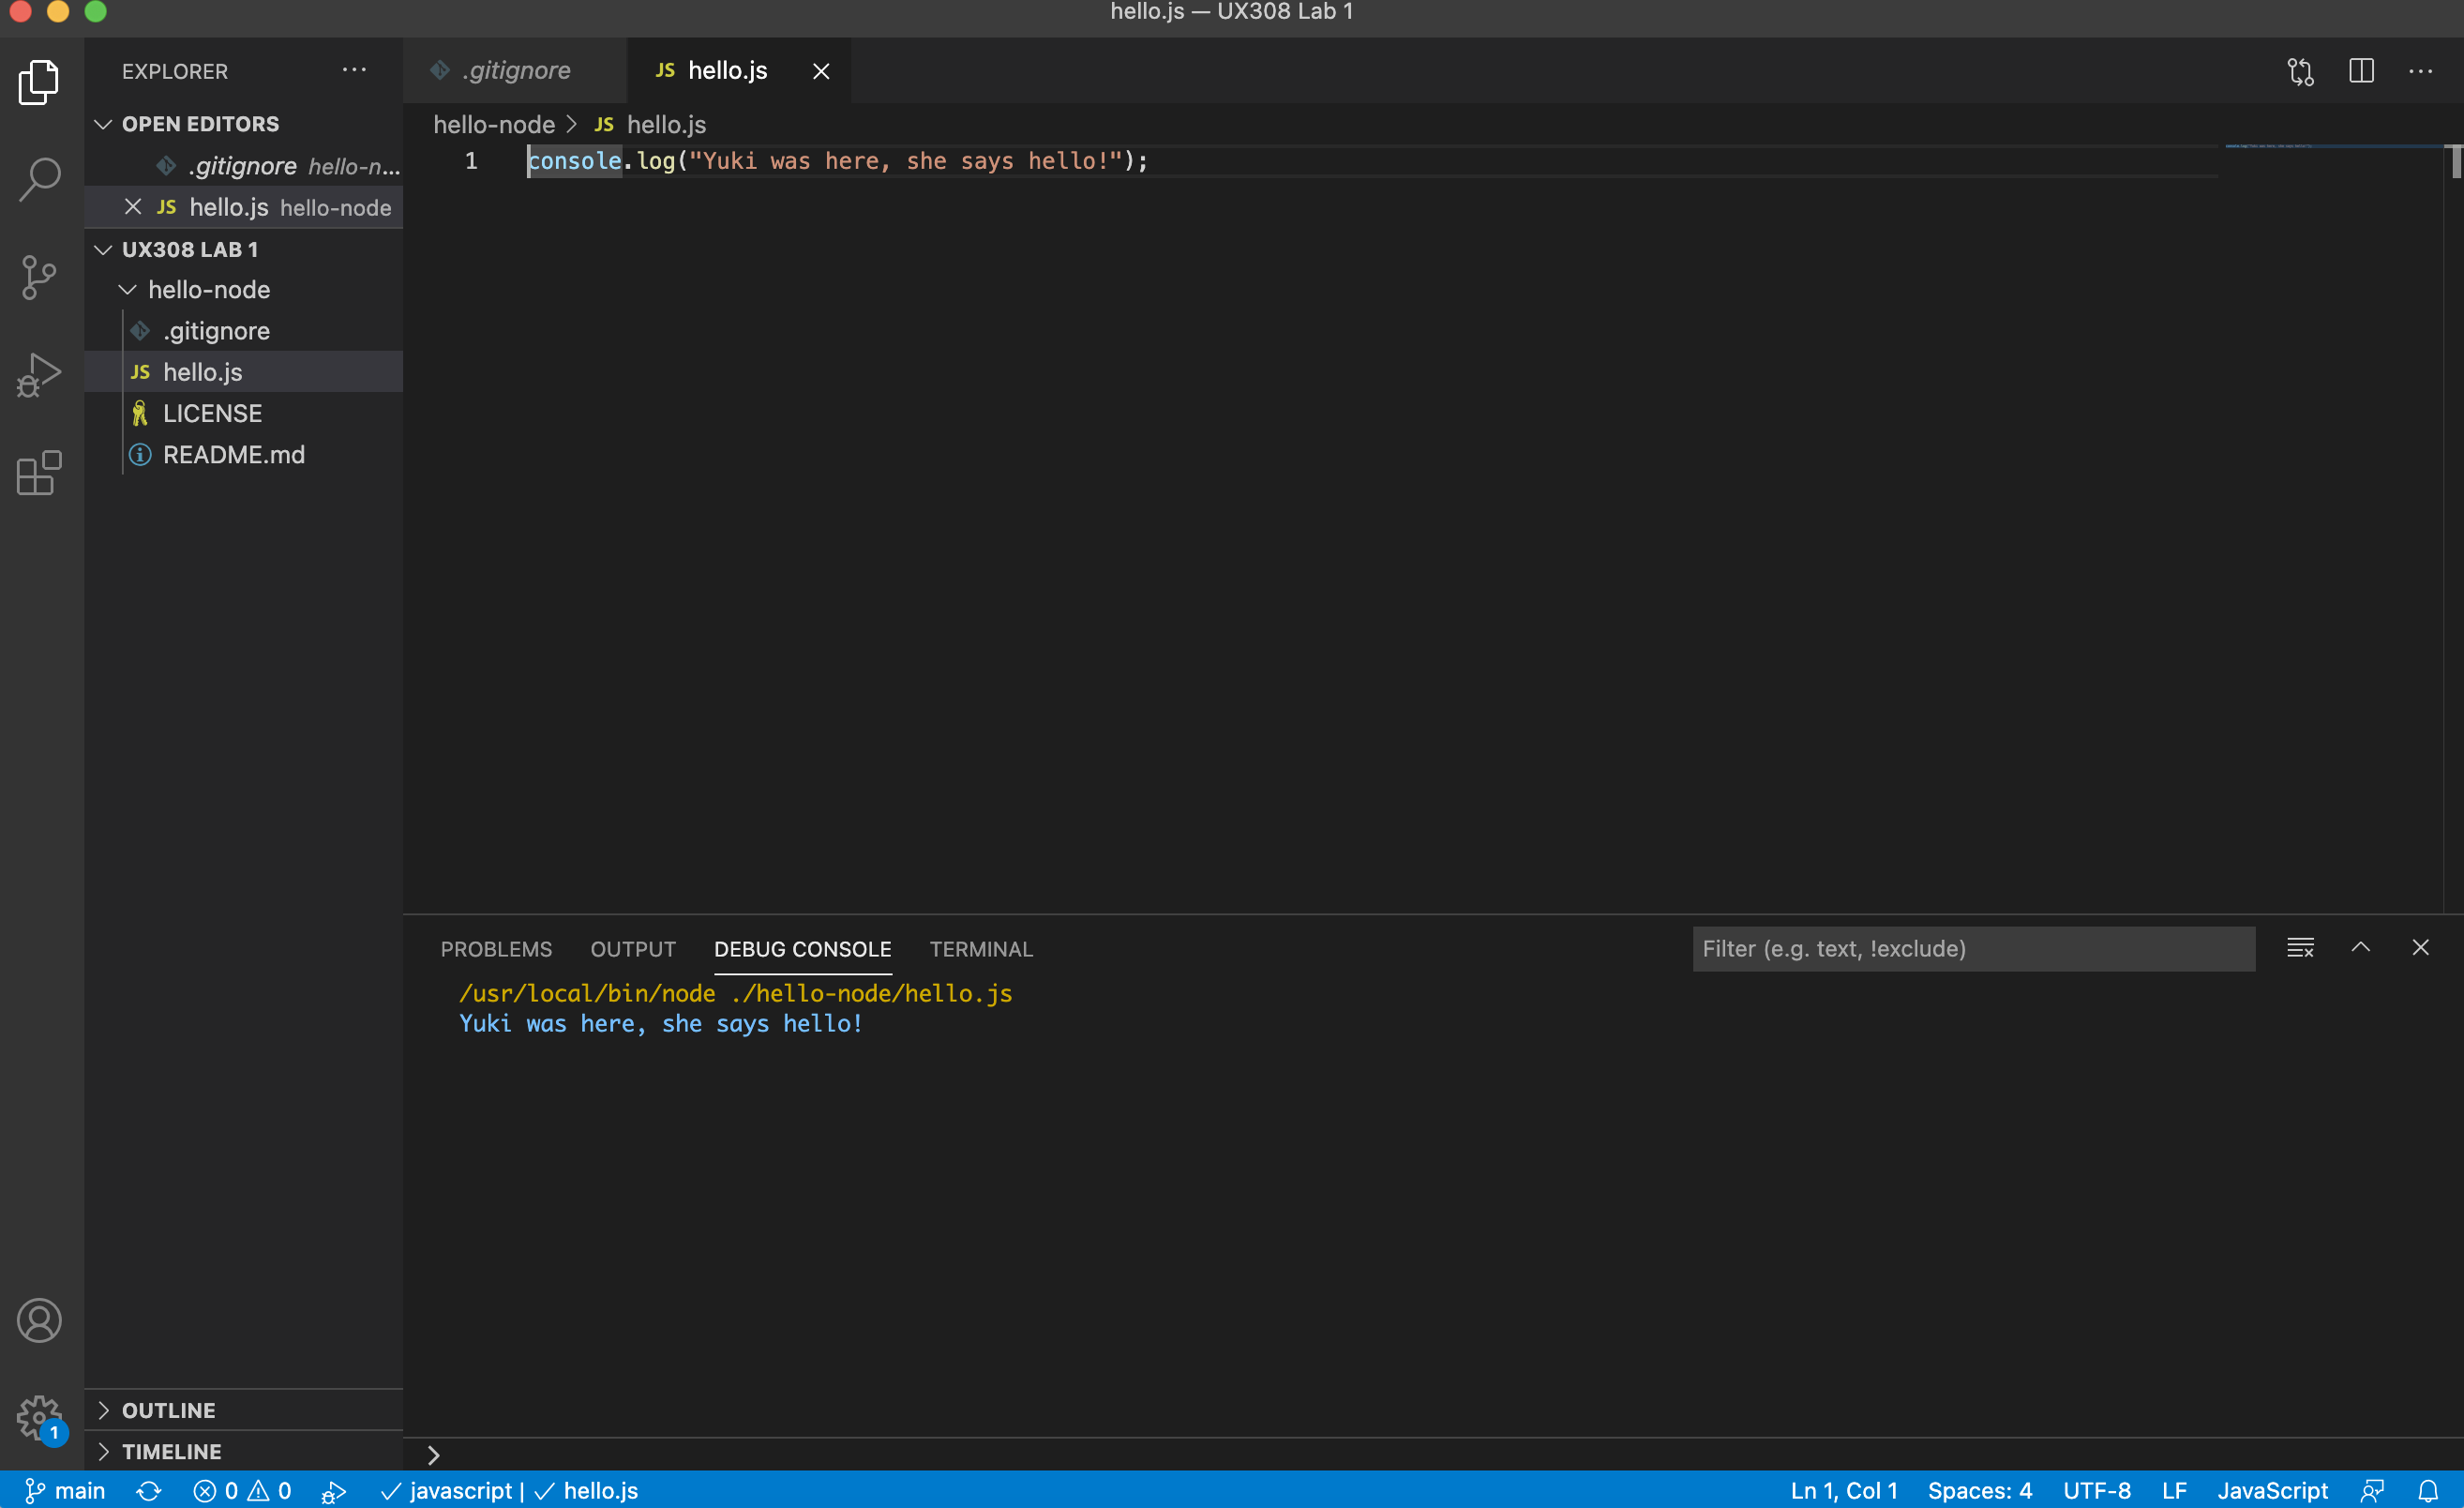 hello.js — UX308 Lab 1
EXPLORER
OPEN EDITORS
.gitignore hello-n...
JS hello.js hello-node
UX308 LAB 1
hello-node
.gitignore
JS hello.js
LICENSE
README.md
OUTLINE
TIMELINE
.gitignore
JS hello.js
hello-node > JS hello.js
1 console.log("Yuki was here, she says hello!");
PROBLEMS OUTPUT DEBUG CONSOLE TERMINAL
Filter (e.g. text, !exclude)
/usr/local/bin/node ./hello-node/hello.js
Yuki was here, she says hello!
1
main 0 0 javascript | hello.js
Ln 1, Col 1 Spaces: 4 UTF-8 LF JavaScript